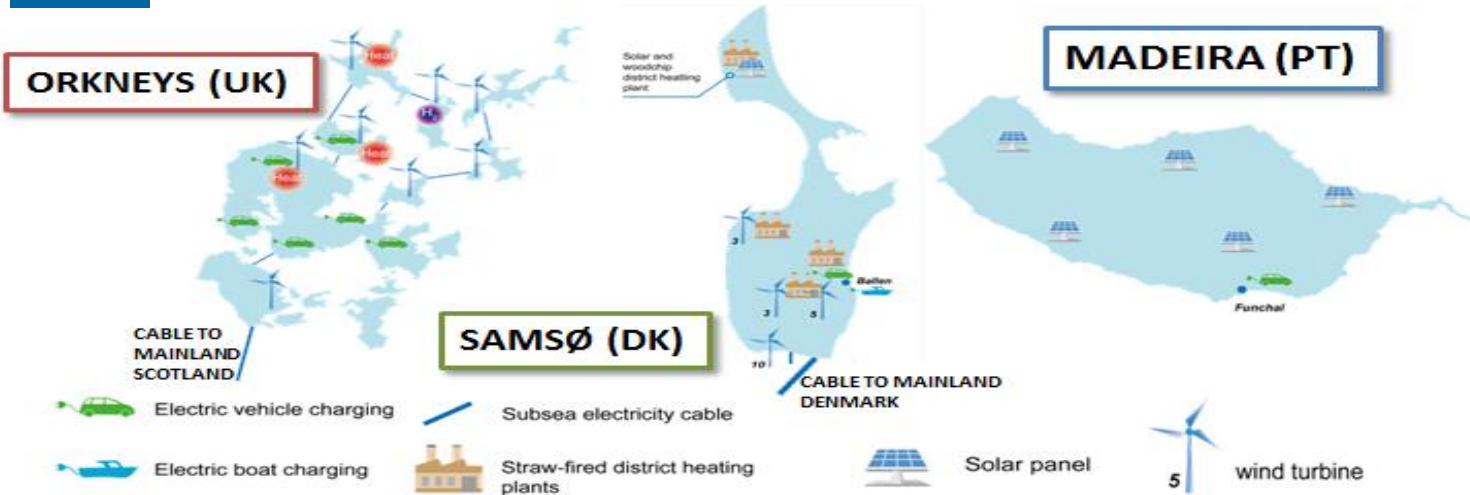 ORKNEYS (UK)
Heat
H2
Heat
Heat
CABLE TO
MAINLAND
SCOTLAND
SAMSØ (DK)
Solar and
woodchip
district heatling
plant
3
3
5
Ballen
10
CABLE TO MAINLAND
DENMARK
MADEIRA (PT)
Funchal
Electric vehicle charging
Subsea electricity cable
Electric boat charging
Straw-fired district heating
plants
Solar panel
5
wind turbine